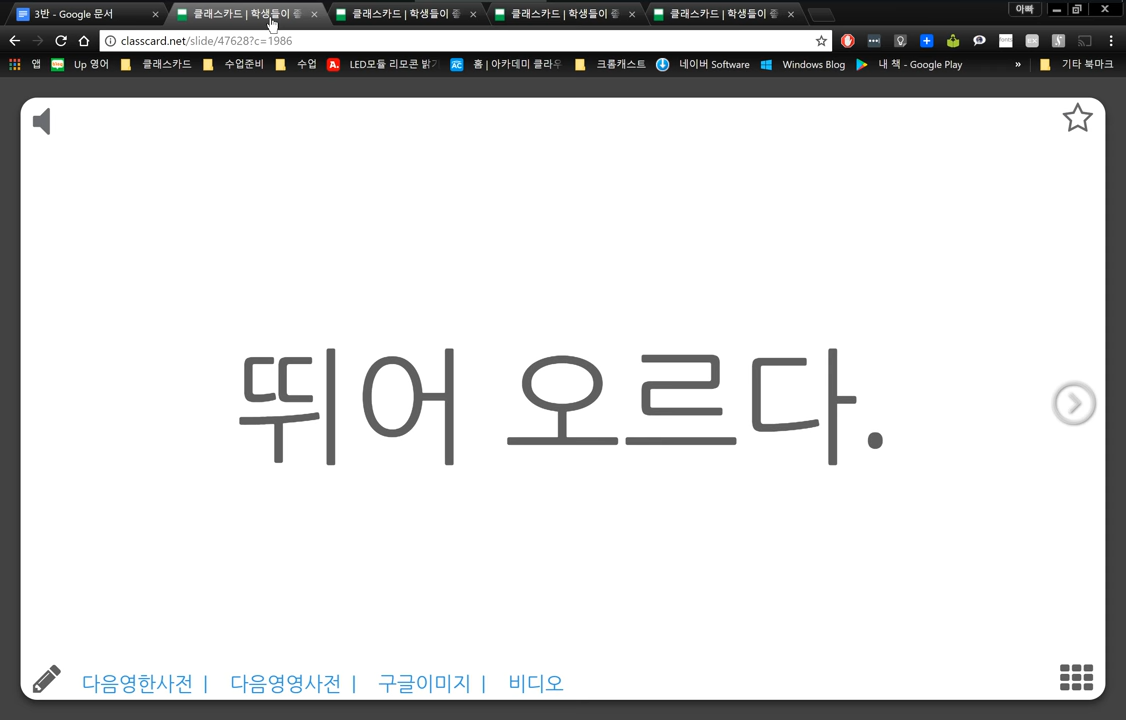 3반 - Google 문서
클래스카드 | 학생들이 좋
클래스카드 | 학생들이 좋
클래스카드 | 학생들이 좋
클래스카드 | 학생들이 좋
아빠
classcard.net/slide/47628?c=1986
앱 Up 영어 클래스카드 수업준비 수업 LED모듈 리모콘 밝기 홈 | 아카데미 클라우 크롬캐스트 네이버 Software Windows Blog 내 책 - Google Play » 기타 북마크
뛰어 오르다.
다음영한사전 | 다음영영사전 | 구글이미지 | 비디오